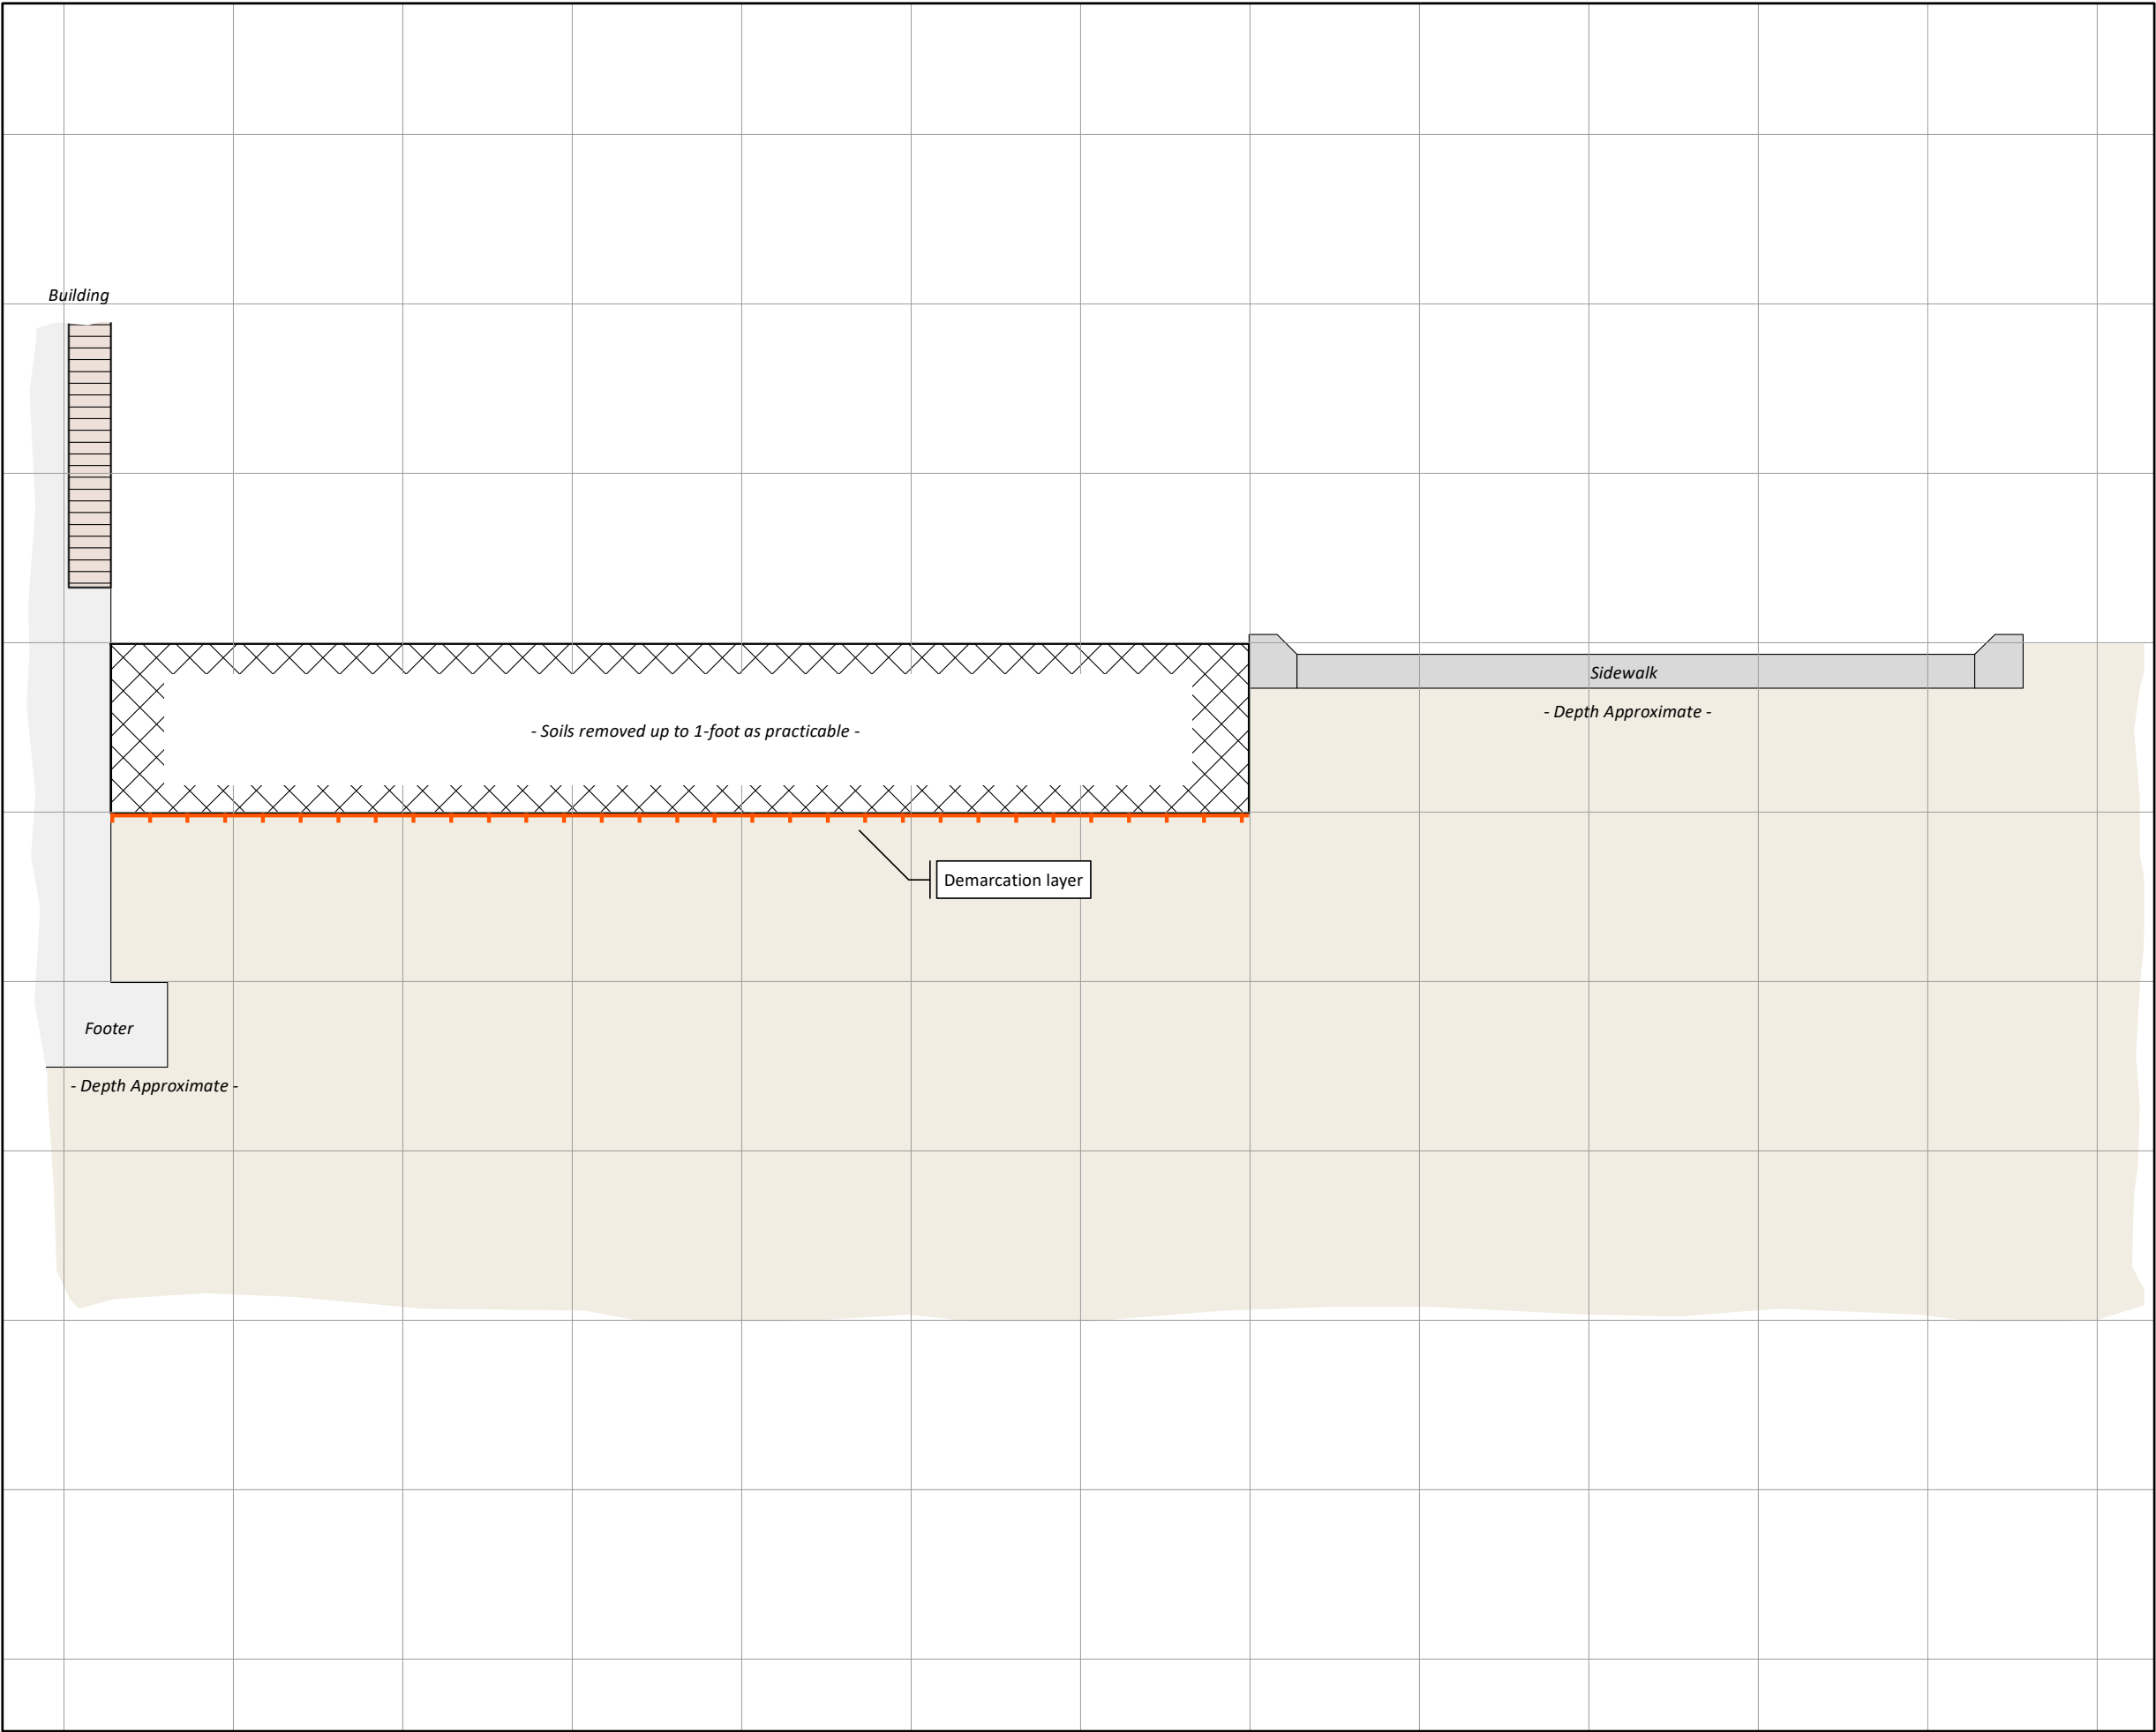 Building
Sidewalk
- Depth Approximate -
- Soils removed up to 1-foot as practicable -
Demarcation layer
Footer
- Depth Approximate -